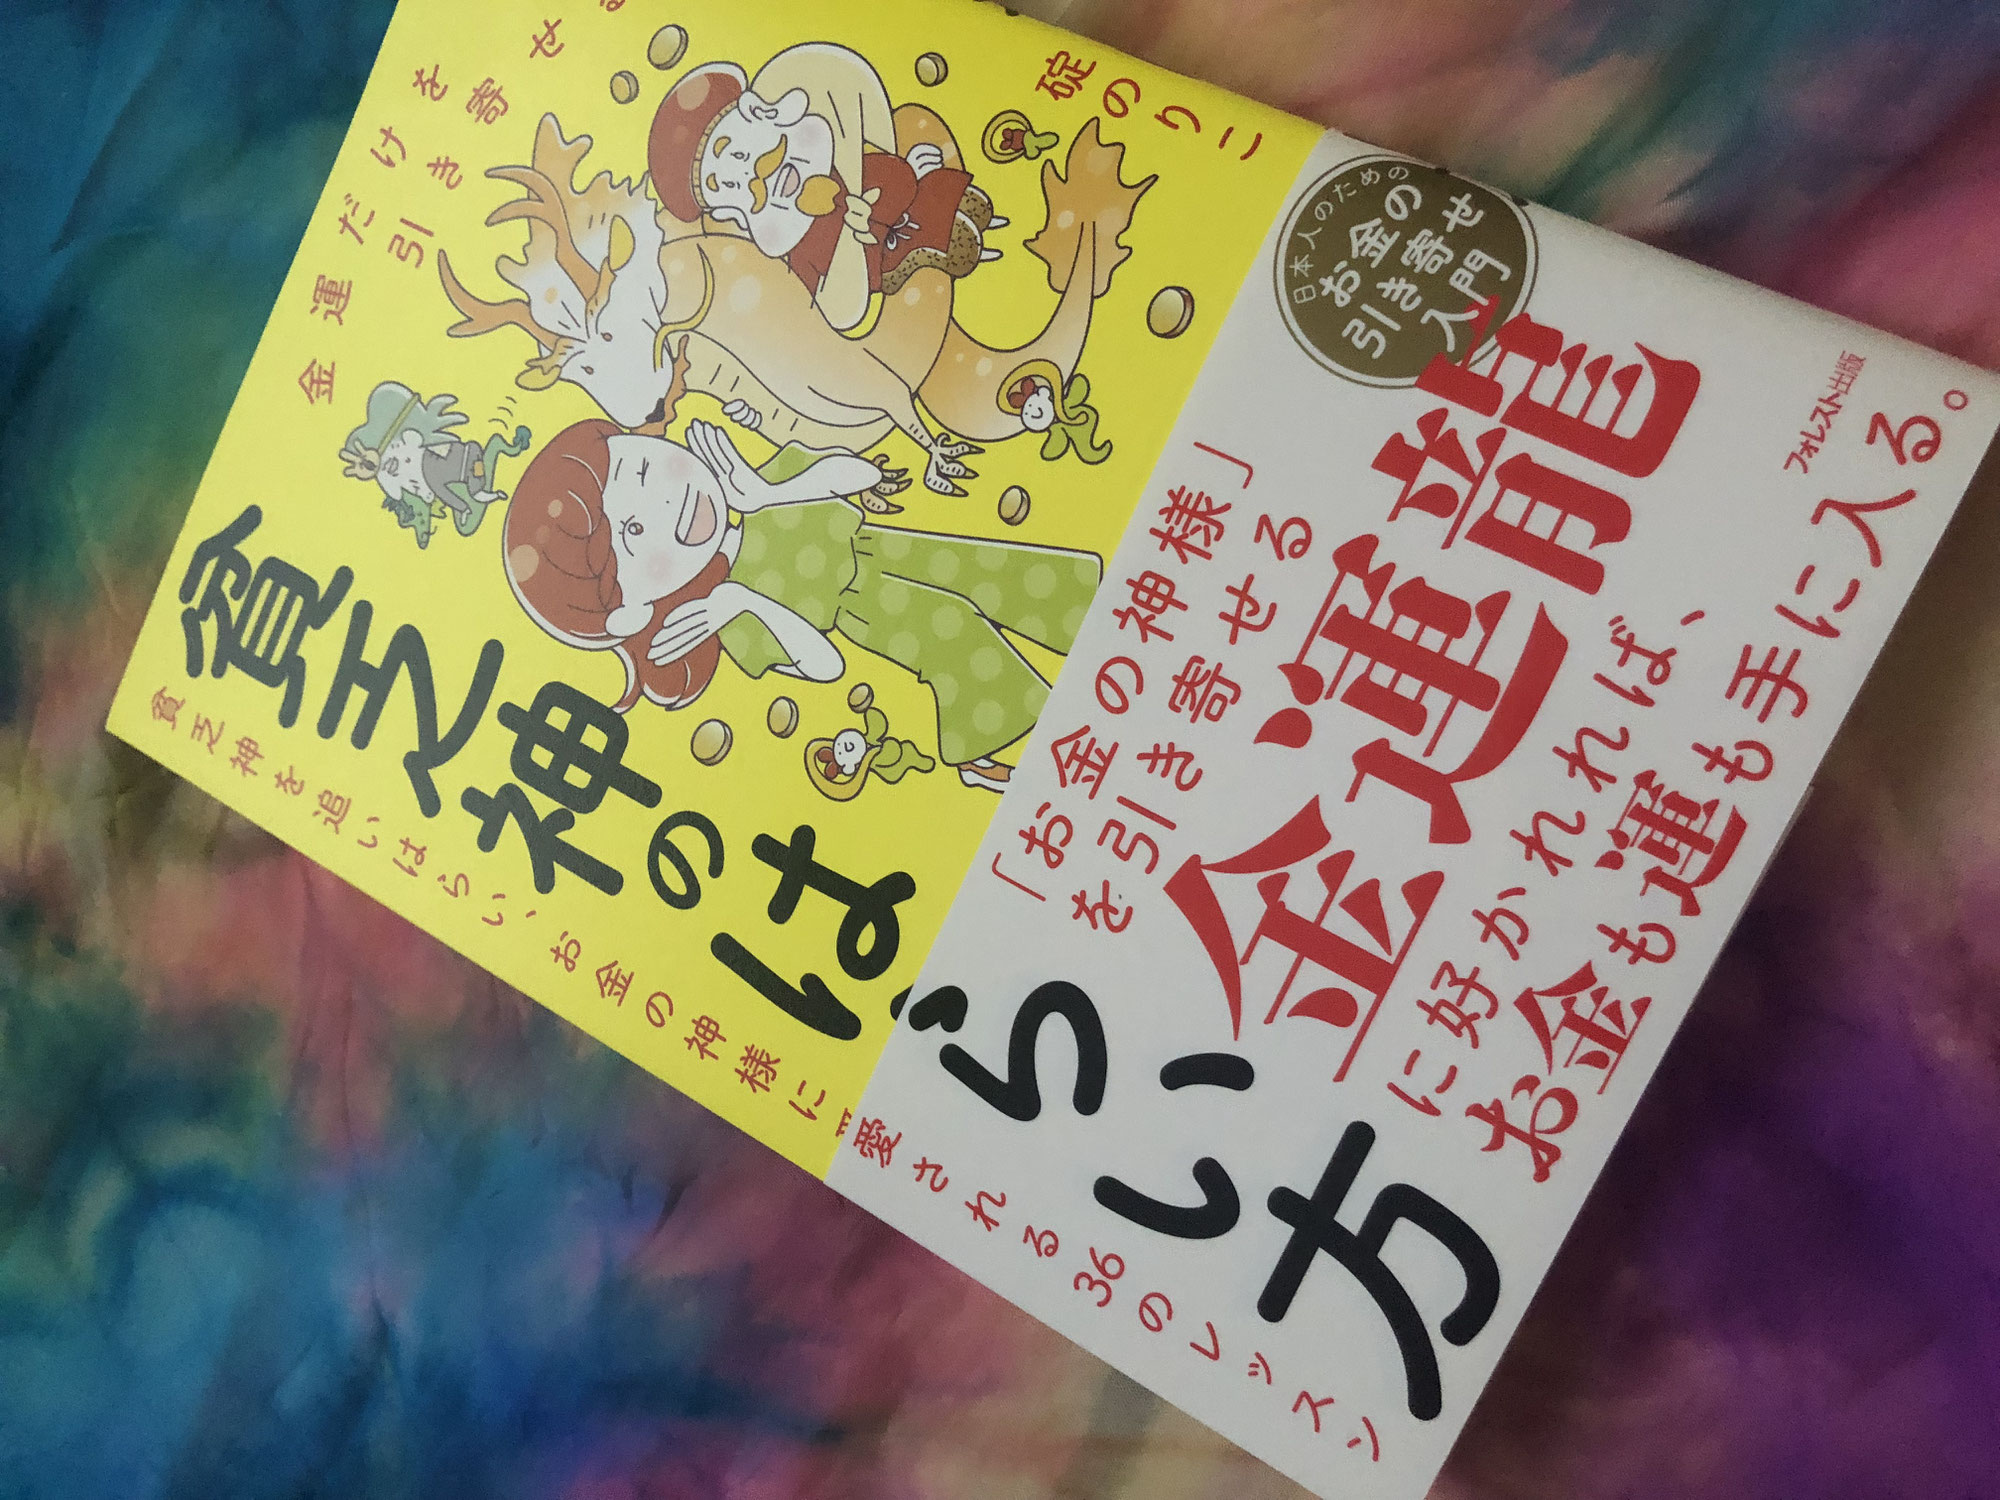 金運だけ
を引き寄せる
貧乏神のはらい方
貧乏神を追いはらい、お金の神様に愛される36のレッスン
碇のりこ
日本人のための
お金の
引き寄せ
入門
「お金の神様」
を引き寄せる
金運龍
に好かれれば、
お金も運も手に入る。
フォレスト出版